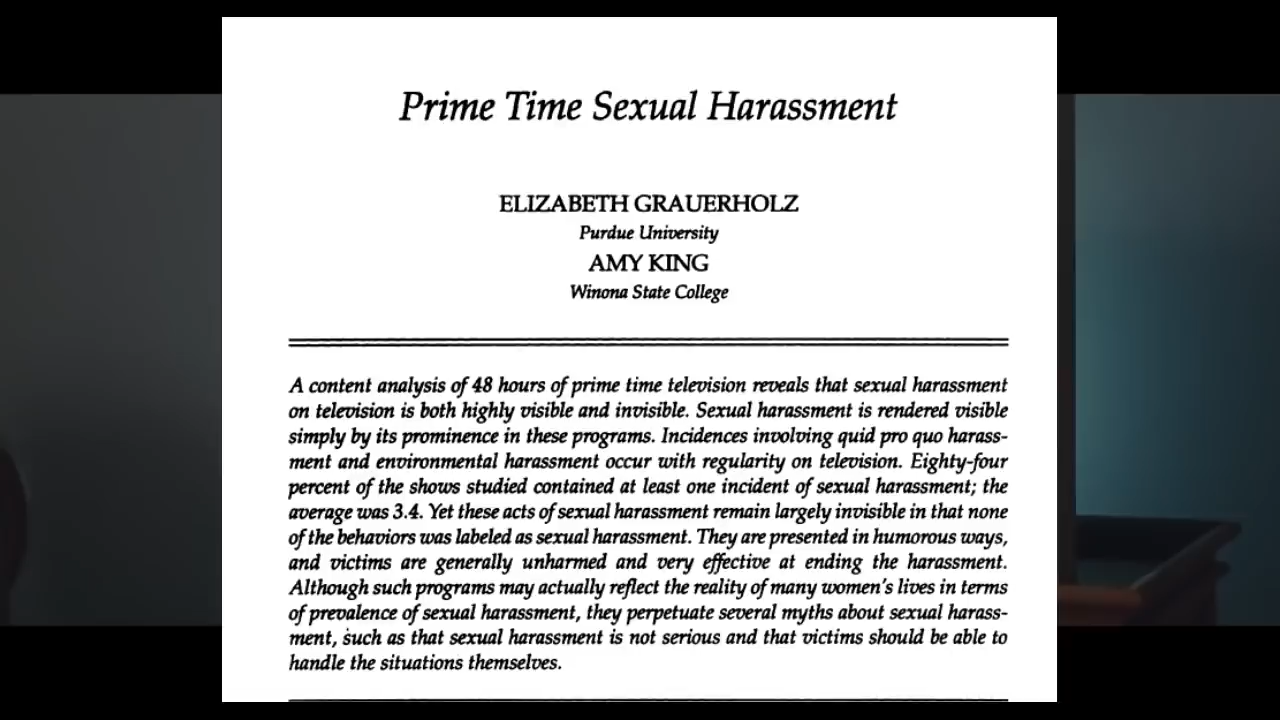 Prime Time Sexual Harassment
ELIZABETH GRAUERHOLZ
Purdue University
AMY KING
Winona State College
A content analysis of 48 hours of prime time television reveals that sexual harassment
on television is both highly visible and invisible. Sexual harassment is rendered visible
simply by its prominence in these programs. Incidences involving quid pro quo harass-
ment and environmental harassment occur with regularity on television. Eighty-four
percent of the shows studied contained at least one incident of sexual harassment; the
average was 3.4. Yet these acts of sexual harassment remain largely invisible in that none
of the behaviors was labeled as sexual harassment. They are presented in humorous ways,
and victims are generally unharmed and very effective at ending the harassment.
Although such programs may actually reflect the reality of many women's lives in terms
of prevalence of sexual harassment, they perpetuate several myths about sexual harass-
ment, such as that sexual harassment is not serious and that victims should be able to
handle the situations themselves.